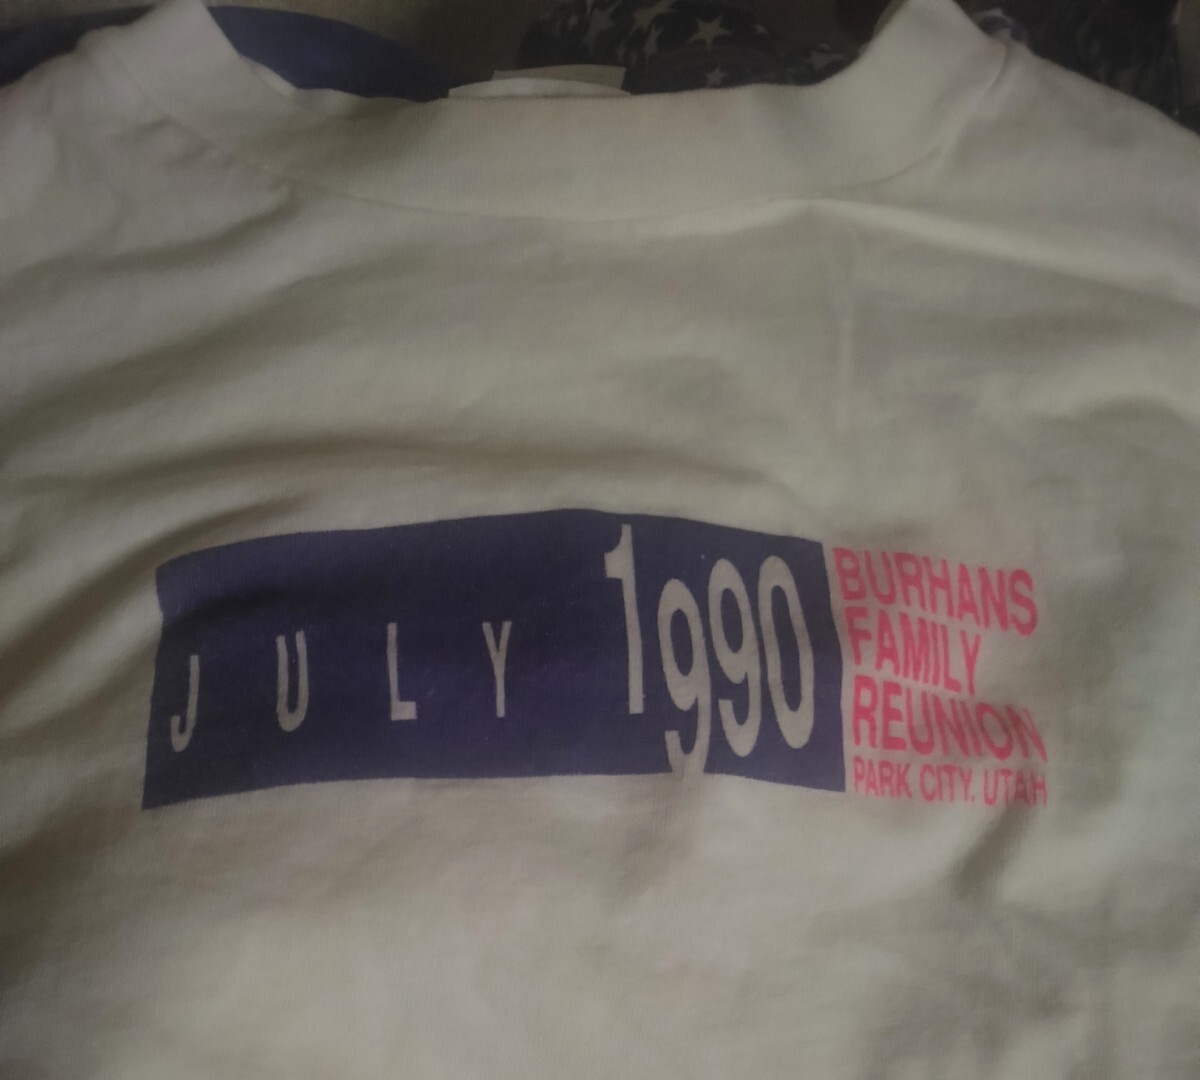 JULY 1990
BURHANS
FAMILY
REUNION
PARK CITY, UTAH